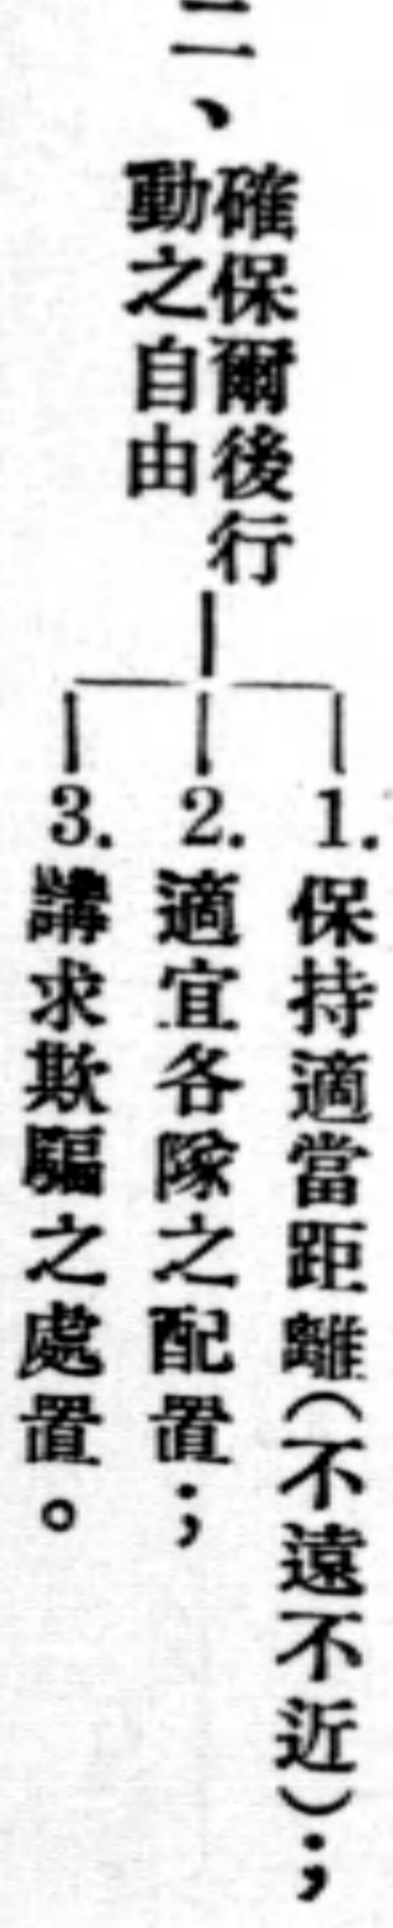 二、
確保爾後行
動之自由
1.保持適當距離(不遠不近);
2.適宜各隊之配置;
3.講求欺騙之處置。